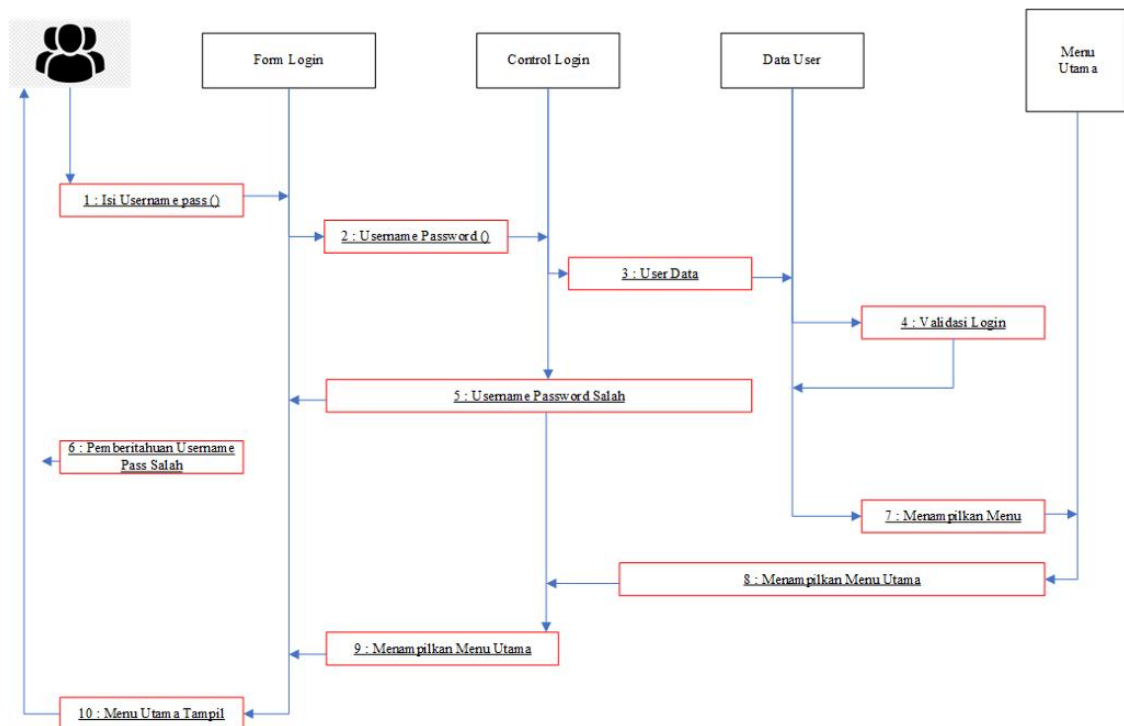 Form Login
Control Login
Data User
Menu
Utama
1 : Isi Username pass ()
2 : Username Password ()
3 : User Data
4 : Validasi Login
5 : Username Password Salah
6 : Pemberitahuan Username
Pass Salah
7 : Menampilkan Menu
8 : Menampilkan Menu Utama
9 : Menampilkan Menu Utama
10 : Menu Utama Tampil